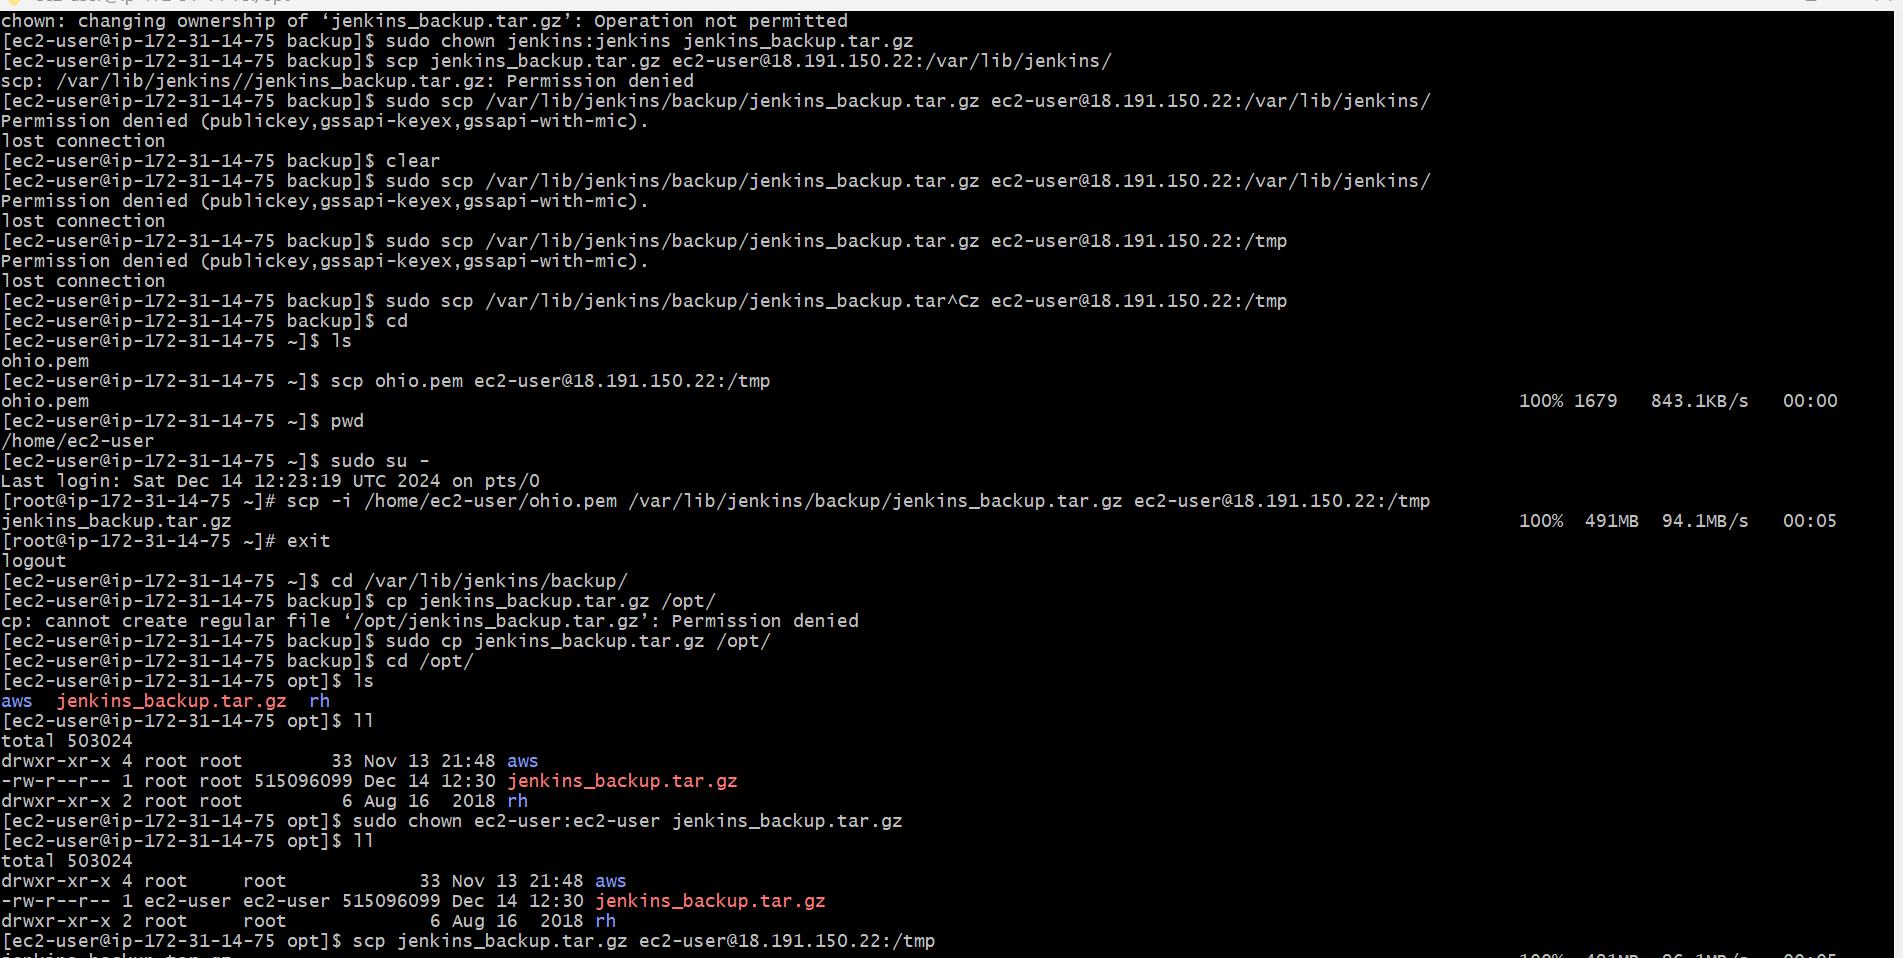 chown: changing ownership of ‘jenkins_backup.tar.gz’: Operation not permitted
[ec2-user@ip-172-31-14-75 backup]$ sudo chown jenkins:jenkins jenkins_backup.tar.gz
[ec2-user@ip-172-31-14-75 backup]$ scp jenkins_backup.tar.gz ec2-user@18.191.150.22:/var/lib/jenkins/
scp: /var/lib/jenkins//jenkins_backup.tar.gz: Permission denied
[ec2-user@ip-172-31-14-75 backup]$ sudo scp /var/lib/jenkins/backup/jenkins_backup.tar.gz ec2-user@18.191.150.22:/var/lib/jenkins/
Permission denied (publickey,gssapi-keyex,gssapi-with-mic).
lost connection
[ec2-user@ip-172-31-14-75 backup]$ clear
[ec2-user@ip-172-31-14-75 backup]$ sudo scp /var/lib/jenkins/backup/jenkins_backup.tar.gz ec2-user@18.191.150.22:/var/lib/jenkins/
Permission denied (publickey,gssapi-keyex,gssapi-with-mic).
lost connection
[ec2-user@ip-172-31-14-75 backup]$ sudo scp /var/lib/jenkins/backup/jenkins_backup.tar.gz ec2-user@18.191.150.22:/tmp
Permission denied (publickey,gssapi-keyex,gssapi-with-mic).
lost connection
[ec2-user@ip-172-31-14-75 backup]$ sudo scp /var/lib/jenkins/backup/jenkins_backup.tar^Cz ec2-user@18.191.150.22:/tmp
[ec2-user@ip-172-31-14-75 backup]$ cd
[ec2-user@ip-172-31-14-75 ~]$ ls
ohio.pem
[ec2-user@ip-172-31-14-75 ~]$ scp ohio.pem ec2-user@18.191.150.22:/tmp
ohio.pem 100% 1679 843.1KB/s 00:00
[ec2-user@ip-172-31-14-75 ~]$ pwd
/home/ec2-user
[ec2-user@ip-172-31-14-75 ~]$ sudo su -
Last login: Sat Dec 14 12:23:19 UTC 2024 on pts/0
[root@ip-172-31-14-75 ~]# scp -i /home/ec2-user/ohio.pem /var/lib/jenkins/backup/jenkins_backup.tar.gz ec2-user@18.191.150.22:/tmp
jenkins_backup.tar.gz 100% 491MB 94.1MB/s 00:05
[root@ip-172-31-14-75 ~]# exit
logout
[ec2-user@ip-172-31-14-75 ~]$ cd /var/lib/jenkins/backup/
[ec2-user@ip-172-31-14-75 backup]$ cp jenkins_backup.tar.gz /opt/
cp: cannot create regular file ‘/opt/jenkins_backup.tar.gz’: Permission denied
[ec2-user@ip-172-31-14-75 backup]$ sudo cp jenkins_backup.tar.gz /opt/
[ec2-user@ip-172-31-14-75 backup]$ cd /opt/
[ec2-user@ip-172-31-14-75 opt]$ ls
aws jenkins_backup.tar.gz rh
[ec2-user@ip-172-31-14-75 opt]$ ll
total 503024
drwxr-xr-x 4 root root 33 Nov 13 21:48 aws
-rw-r--r-- 1 root root 515096099 Dec 14 12:30 jenkins_backup.tar.gz
drwxr-xr-x 2 root root 6 Aug 16 2018 rh
[ec2-user@ip-172-31-14-75 opt]$ sudo chown ec2-user:ec2-user jenkins_backup.tar.gz
[ec2-user@ip-172-31-14-75 opt]$ ll
total 503024
drwxr-xr-x 4 root root 33 Nov 13 21:48 aws
-rw-r--r-- 1 ec2-user ec2-user 515096099 Dec 14 12:30 jenkins_backup.tar.gz
drwxr-xr-x 2 root root 6 Aug 16 2018 rh
[ec2-user@ip-172-31-14-75 opt]$ scp jenkins_backup.tar.gz ec2-user@18.191.150.22:/tmp